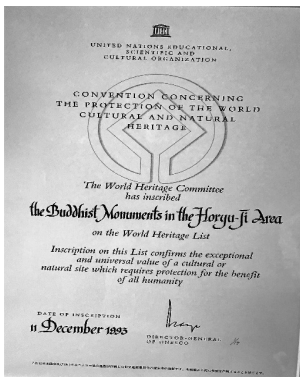 UNITED NATIONS EDUCATIONAL,
SCIENTIFIC AND
CULTURAL ORGANIZATION
CONVENTION CONCERNING
THE PROTECTION OF THE WORLD
CULTURAL AND NATURAL
HERITAGE
The World Heritage Committee
has inscribed
the Buddhist Monuments in the Horyu-Ji Area
on the World Heritage List
Inscription on this List confirms the exceptional
and universal value of a cultural or
natural site which requires protection for the benefit
of all humanity
DATE OF INSCRIPTION
11 December 1993
DIRECTOR-GENERAL
OF UNESCO